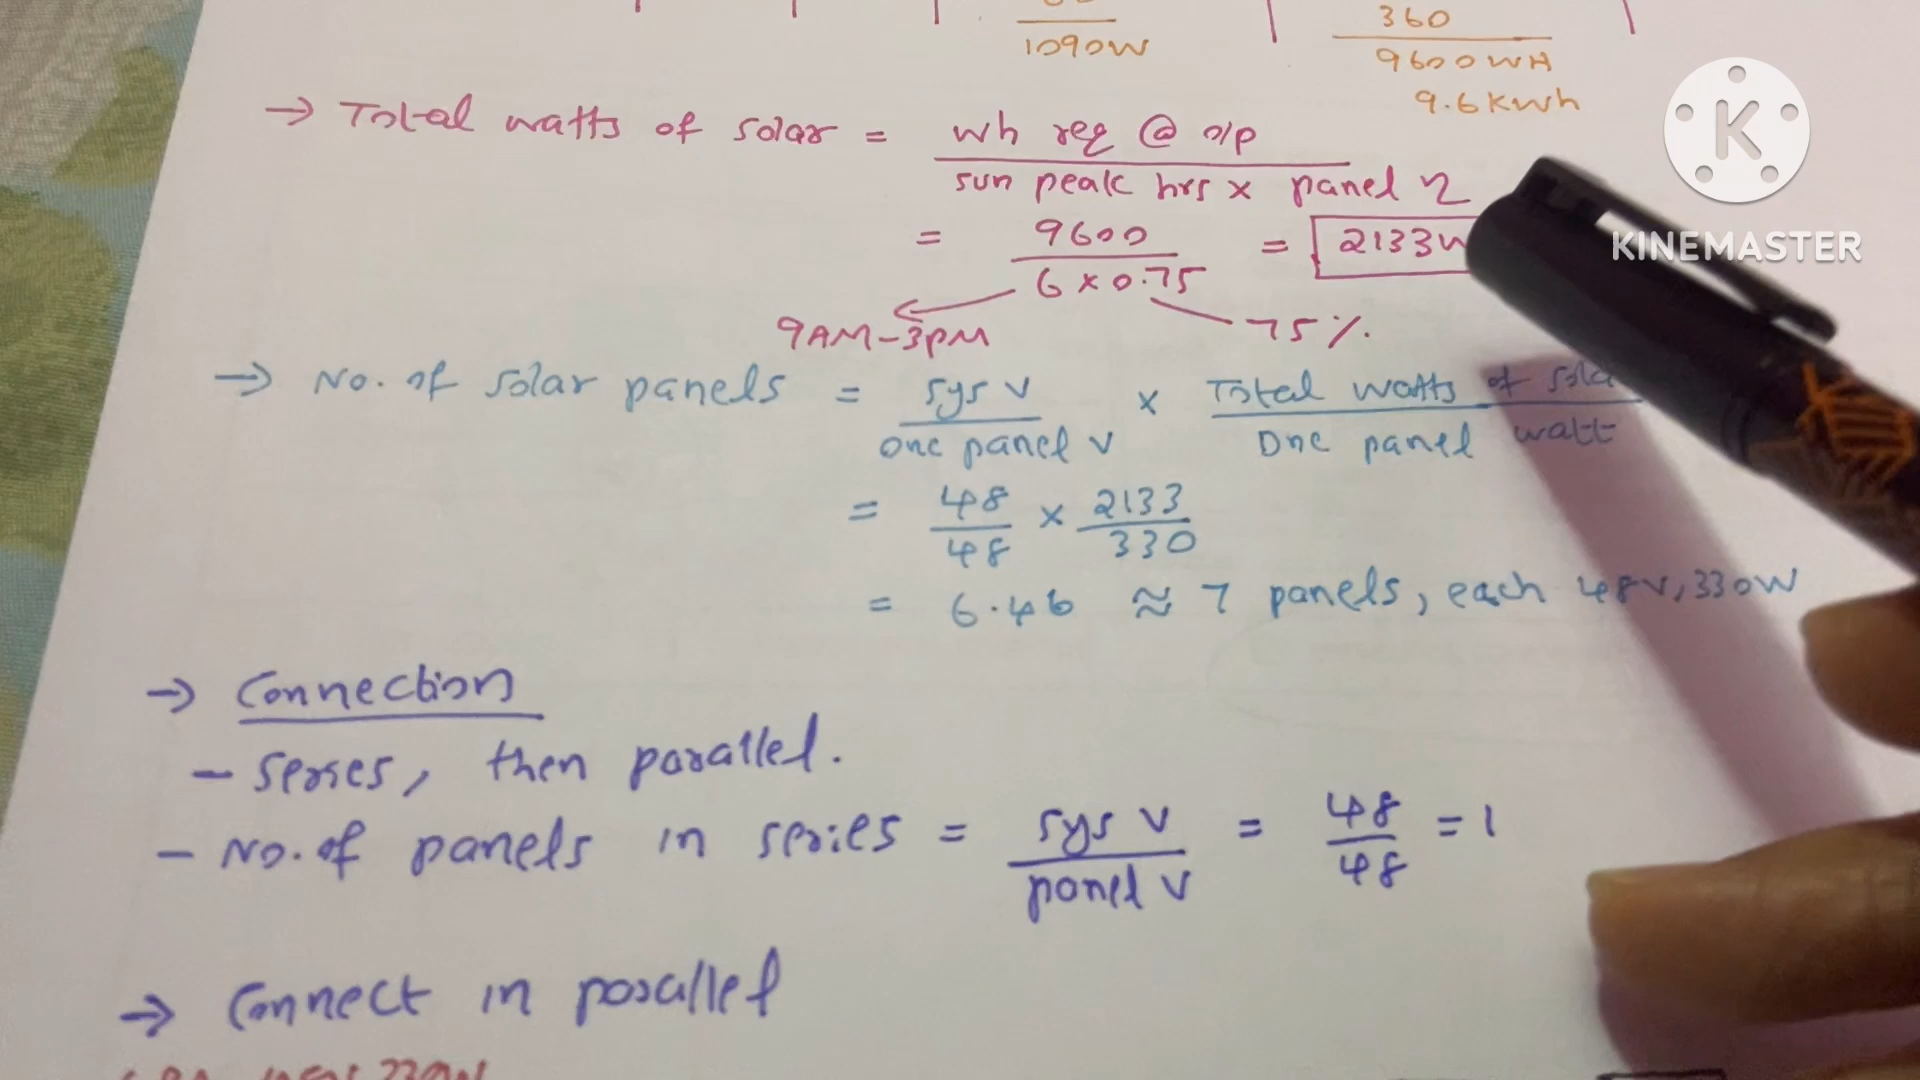 360
1090W
9600WH
9.6KWh
→ Total watts of solar = wh req @ o/p
sun peak hrs x panel η
= 9600 = 2133W
6 x 0.75
9AM-3PM 75%.
→ No. of solar panels = sys V x Total watts of sola
One panel V One panel watt
= 48 x 2133
48 330
= 6.46 ≈ 7 panels, each 48V, 330W
→ Connection
- series, then parallel.
- No. of panels in series = sys V = 48 = 1
panel V 48
→ Connect in parallel
K
KINEMASTER